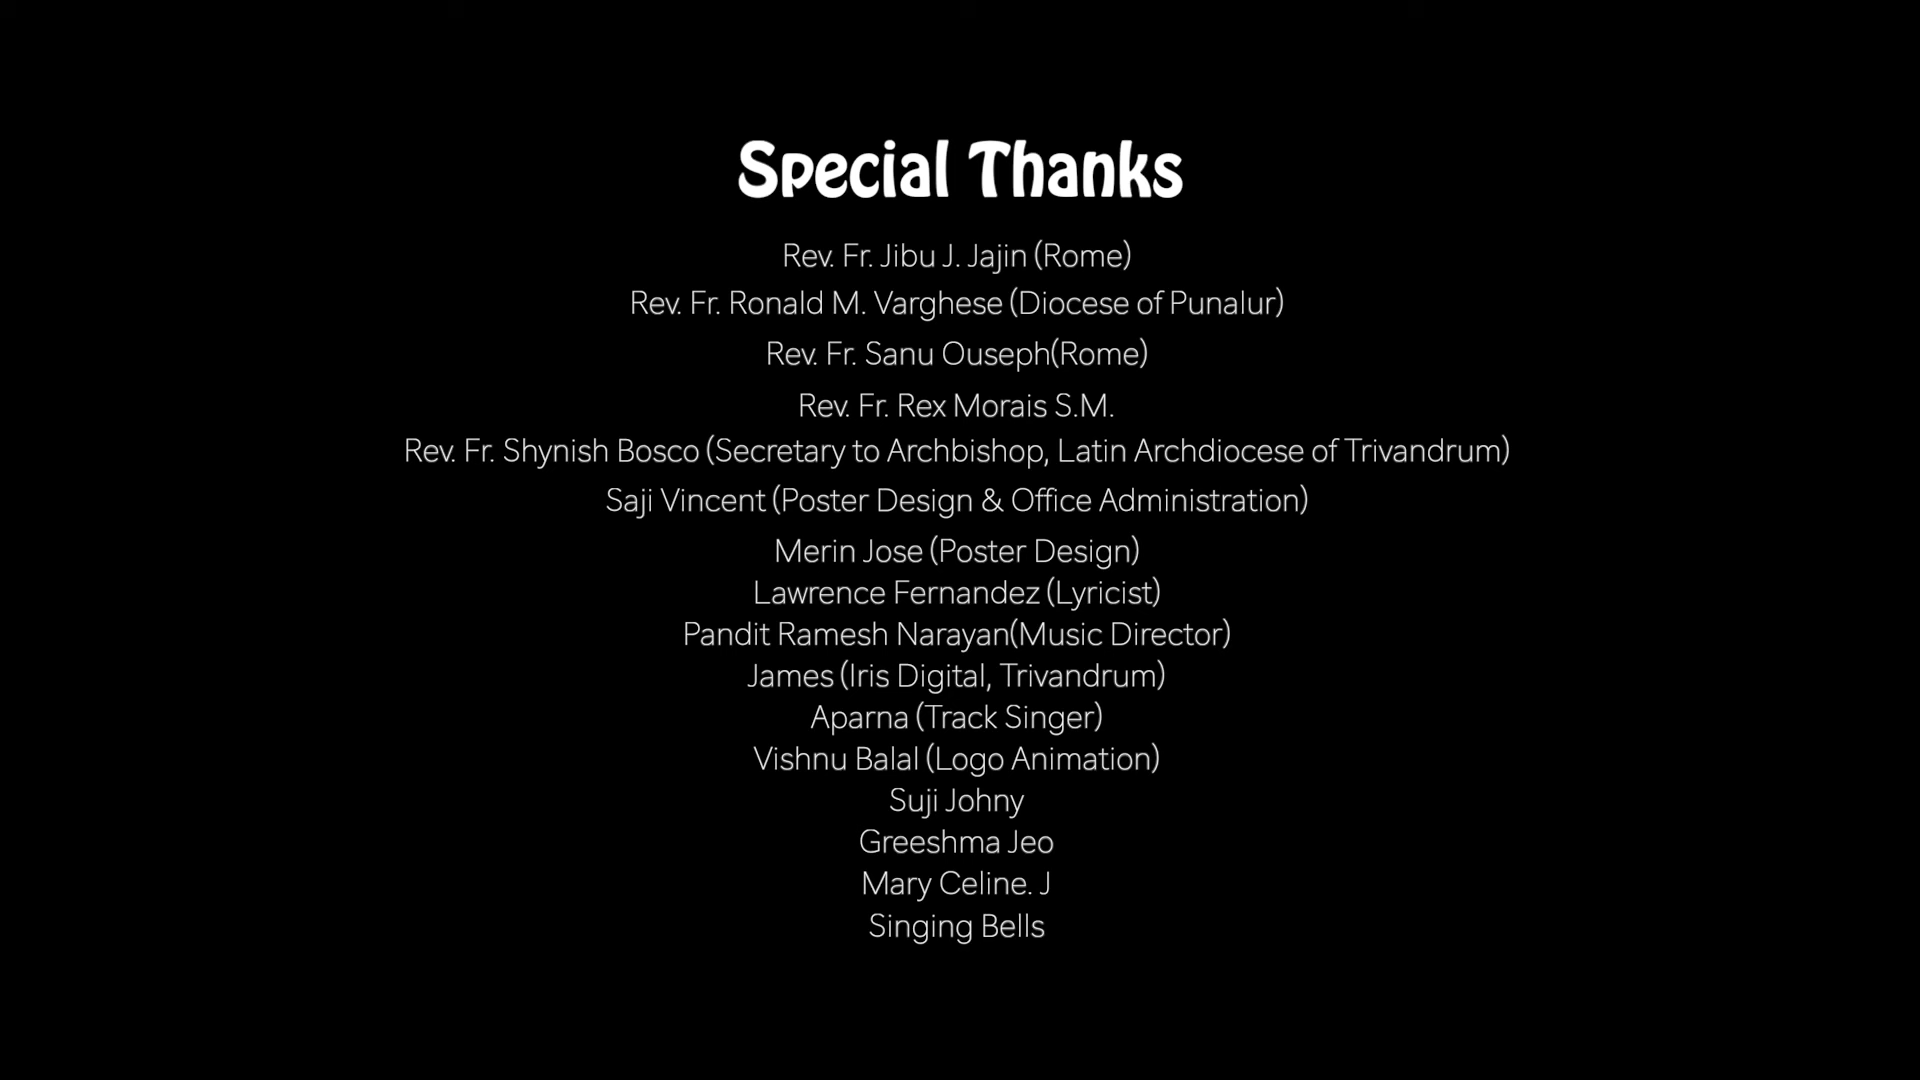 Special Thanks
Rev. Fr. Jibu J. Jajin (Rome)
Rev. Fr. Ronald M. Varghese (Diocese of Punalur)
Rev. Fr. Sanu Ouseph(Rome)
Rev. Fr. Rex Morais S.M.
Rev. Fr. Shynish Bosco (Secretary to Archbishop, Latin Archdiocese of Trivandrum)
Saji Vincent (Poster Design & Office Administration)
Merin Jose (Poster Design)
Lawrence Fernandez (Lyricist)
Pandit Ramesh Narayan(Music Director)
James (Iris Digital, Trivandrum)
Aparna (Track Singer)
Vishnu Balal (Logo Animation)
Suji Johny
Greeshma Jeo
Mary Celine. J
Singing Bells